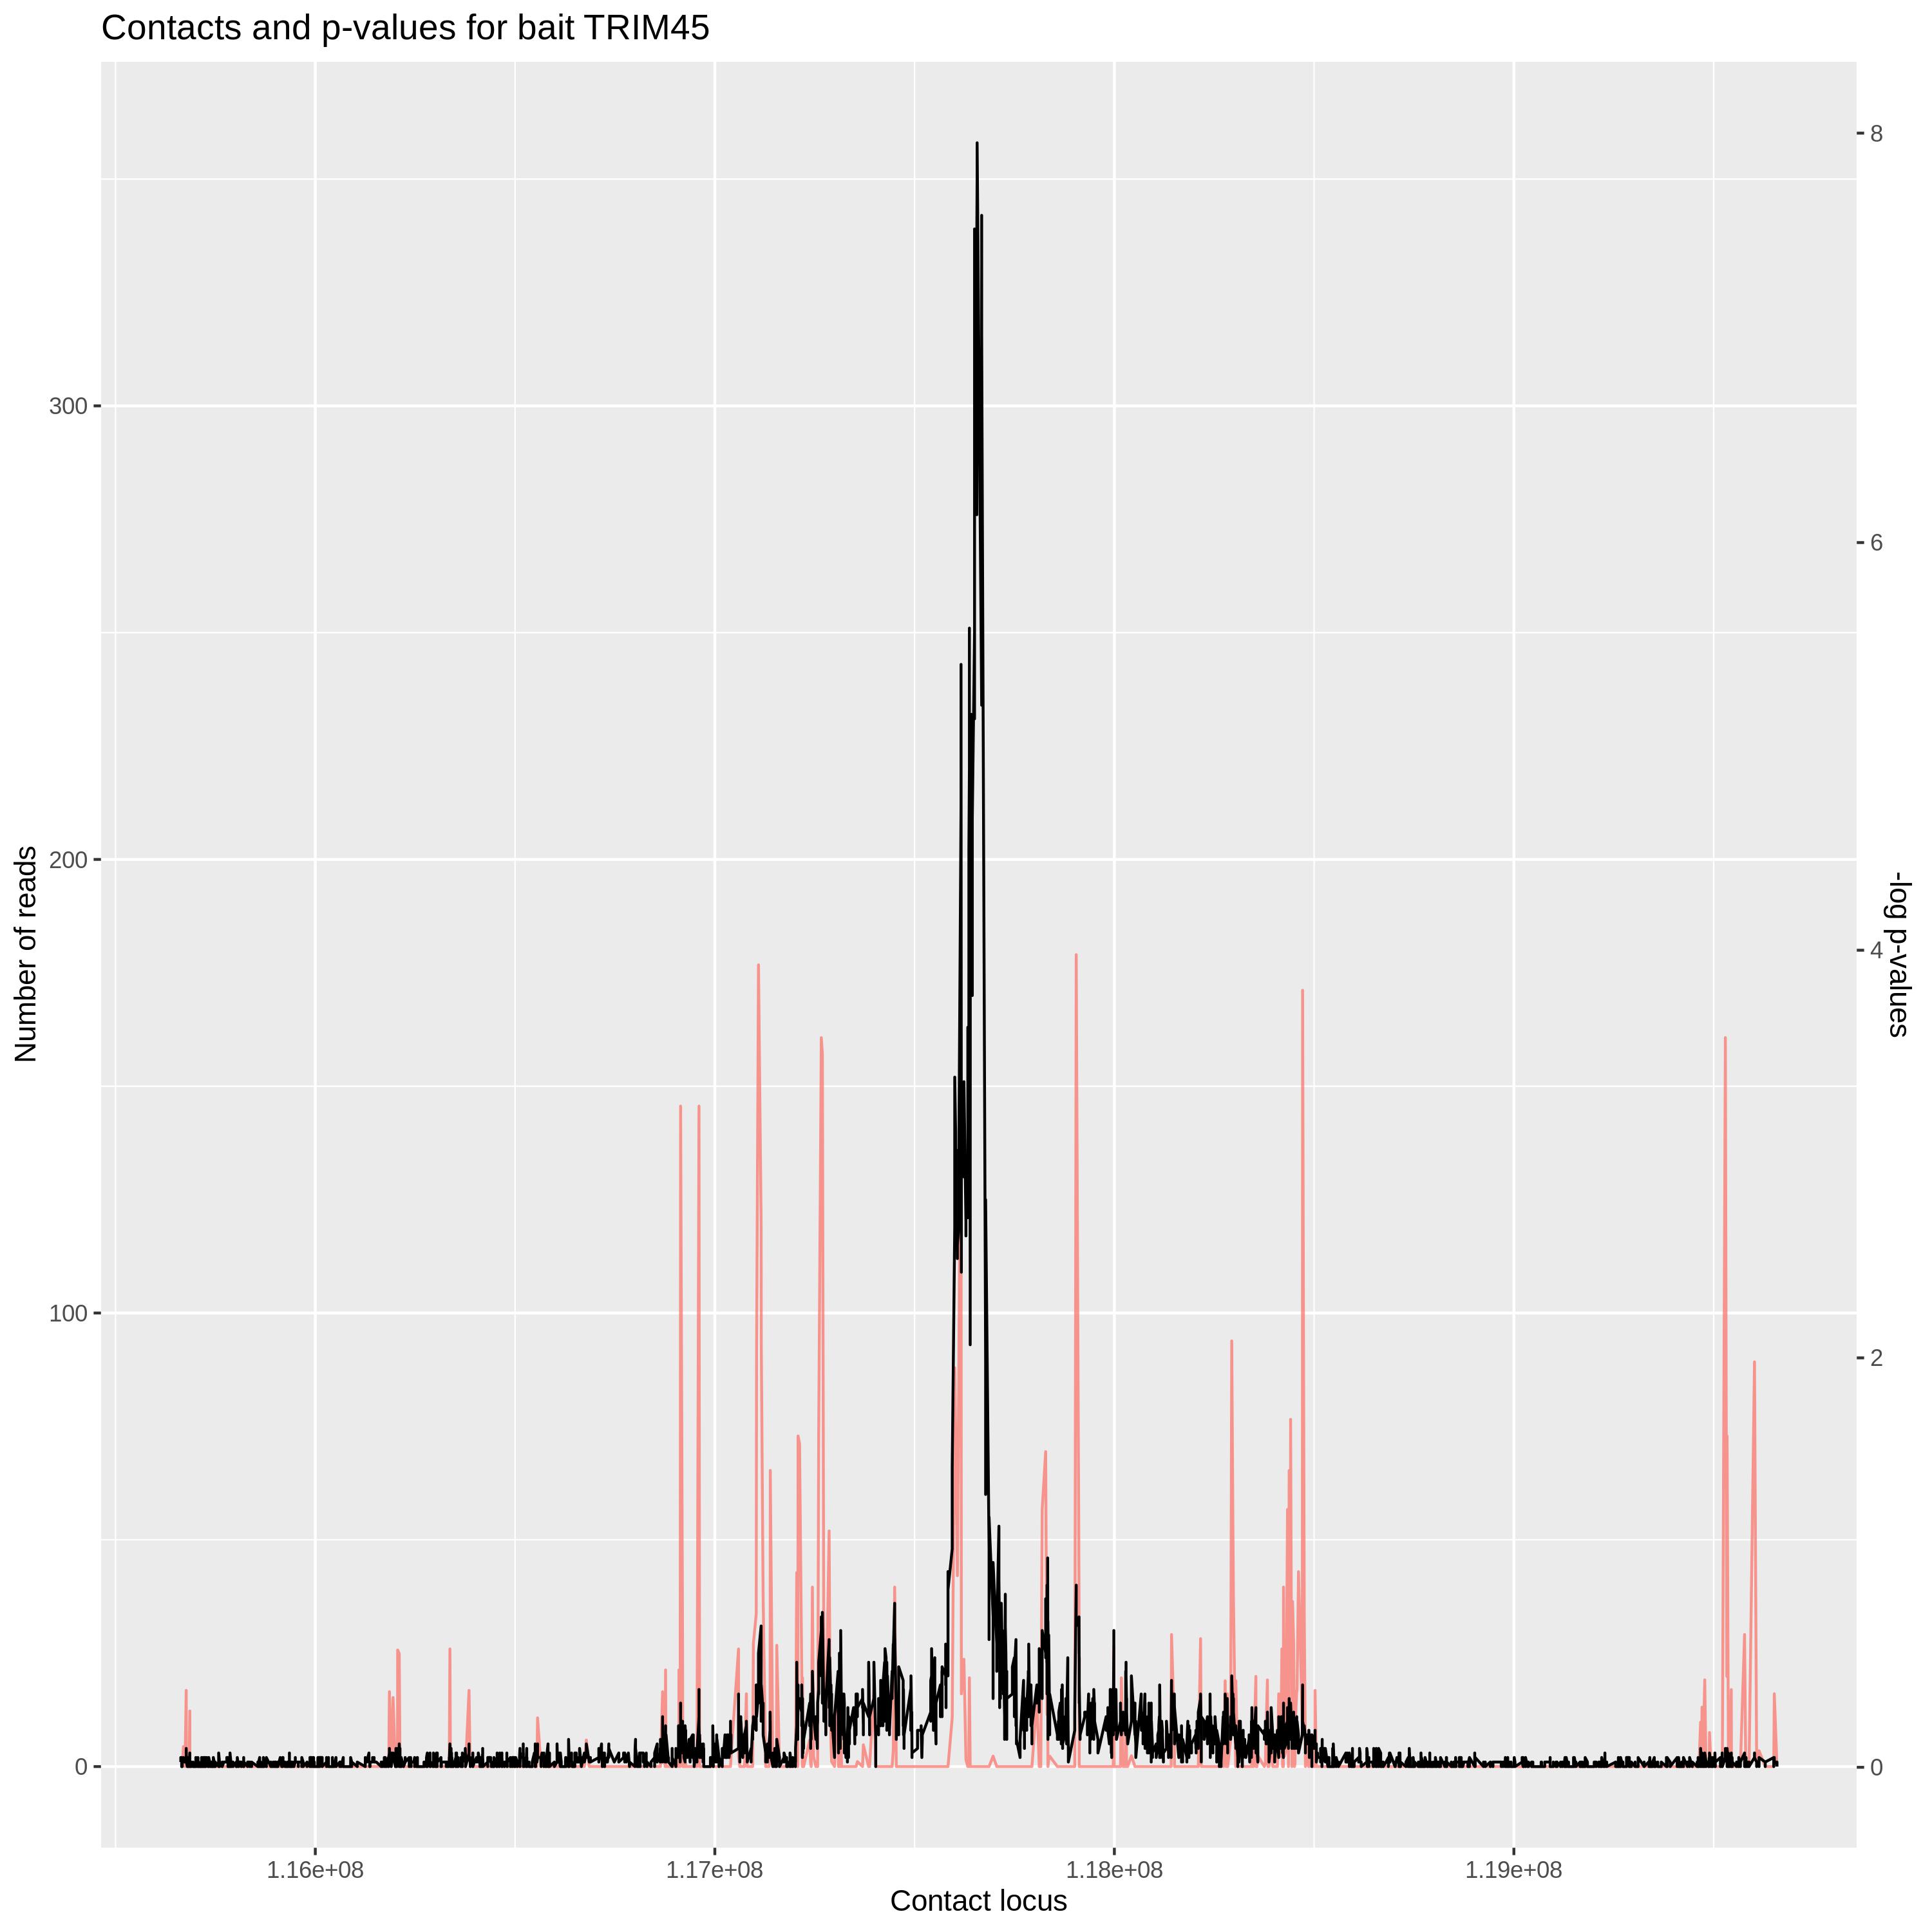 Contacts and p-values for bait TRIM45
Number of reads
300
200
100
0
8
6
4
2
0
-log p-values
1.16e+08
1.17e+08
1.18e+08
1.19e+08
Contact locus